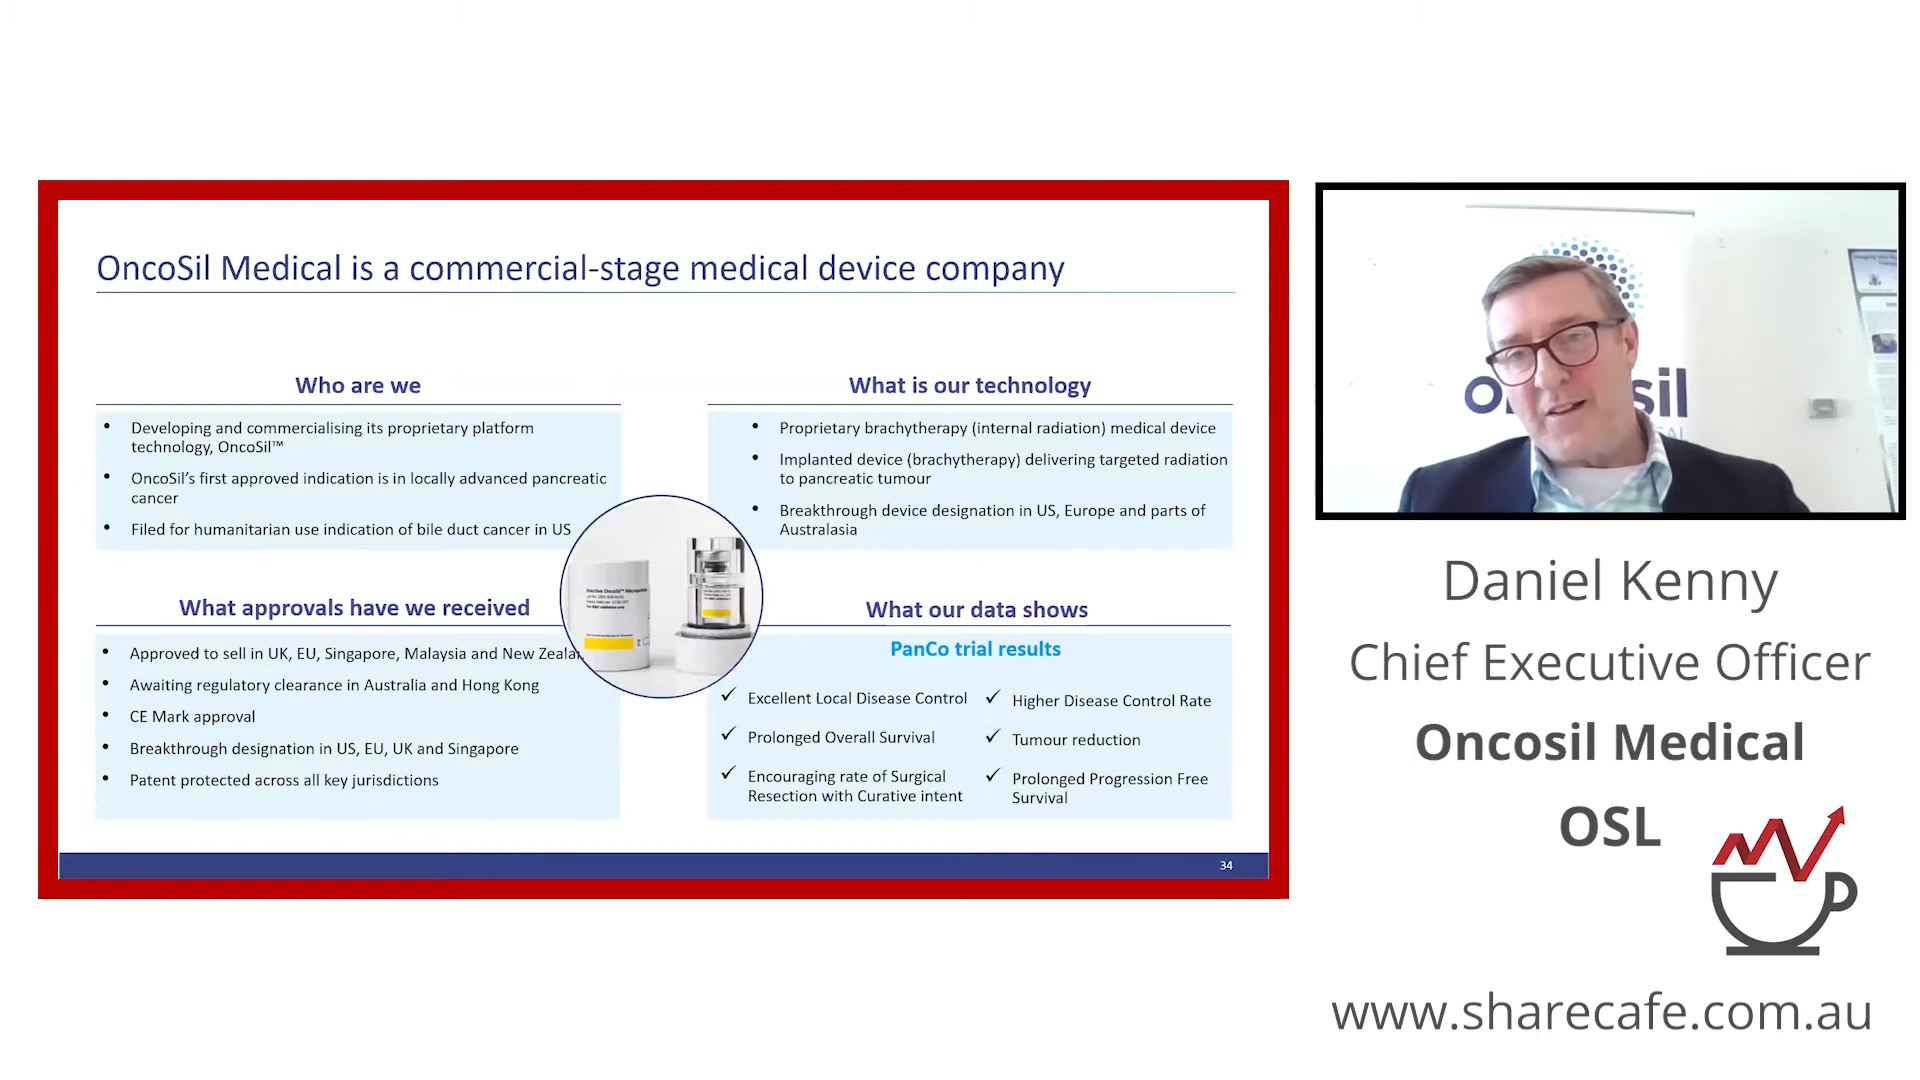 OncoSil Medical is a commercial-stage medical device company
Who are we
• Developing and commercialising its proprietary platform
technology, OncoSil™
• OncoSil's first approved indication is in locally advanced pancreatic
cancer
• Filed for humanitarian use indication of bile duct cancer in US
What is our technology
• Proprietary brachytherapy (internal radiation) medical device
• Implanted device (brachytherapy) delivering targeted radiation
to pancreatic tumour
• Breakthrough device designation in US, Europe and parts of
Australasia
What approvals have we received
• Approved to sell in UK, EU, Singapore, Malaysia and New Zealan
• Awaiting regulatory clearance in Australia and Hong Kong
• CE Mark approval
• Breakthrough designation in US, EU, UK and Singapore
• Patent protected across all key jurisdictions
What our data shows
PanCo trial results
✓ Excellent Local Disease Control
✓ Prolonged Overall Survival
✓ Encouraging rate of Surgical
Resection with Curative intent
✓ Higher Disease Control Rate
✓ Tumour reduction
✓ Prolonged Progression Free
Survival
34
Daniel Kenny
Chief Executive Officer
Oncosil Medical
OSL
www.sharecafe.com.au